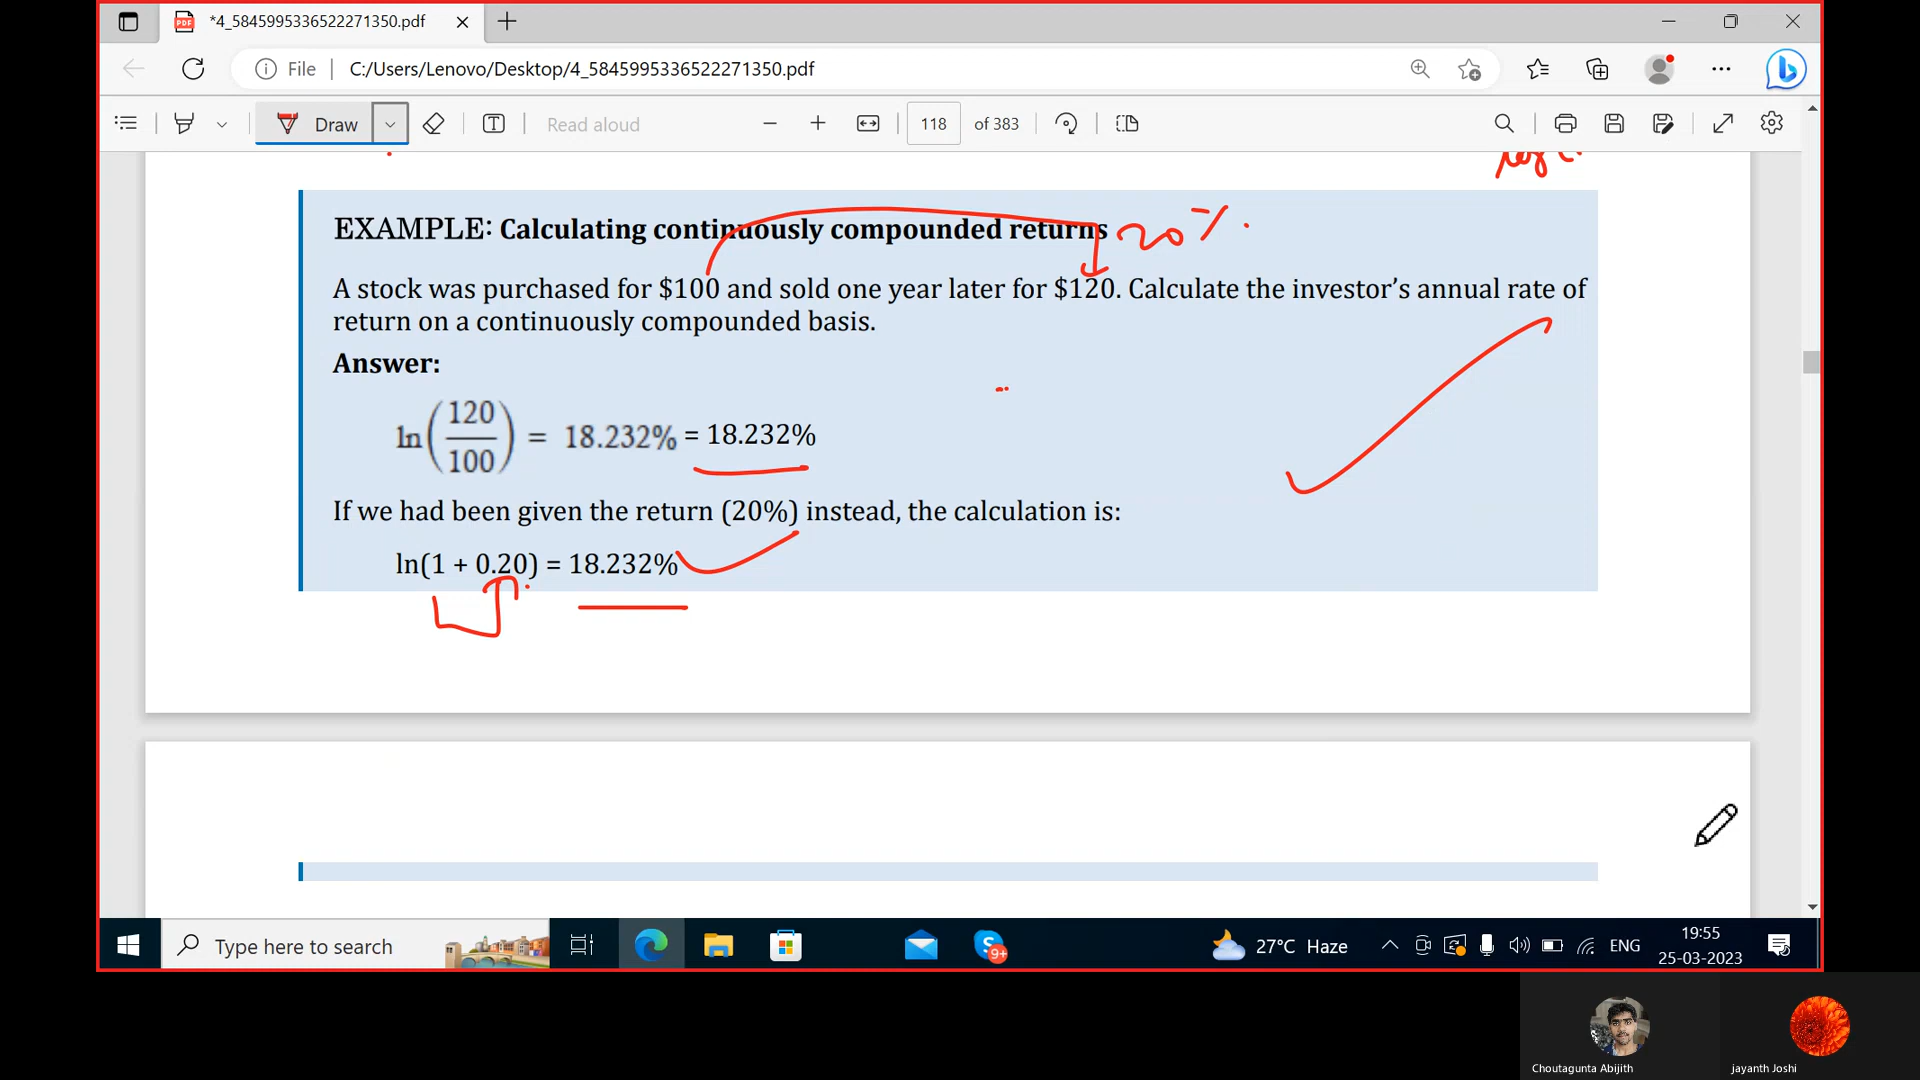 *4_5845995336522271350.pdf
File
C:/Users/Lenovo/Desktop/4_5845995336522271350.pdf
Draw
Read aloud
118 of 383
EXAMPLE: Calculating continuously compounded returns 20%.
A stock was purchased for $100 and sold one year later for $120. Calculate the investor's annual rate of
return on a continuously compounded basis.
Answer:
ln(120/100) = 18.232% = 18.232%
If we had been given the return (20%) instead, the calculation is:
ln(1 + 0.20) = 18.232%
Type here to search
9+
27°C Haze
ENG
19:55
25-03-2023
Choutagunta Abijith
jayanth Joshi